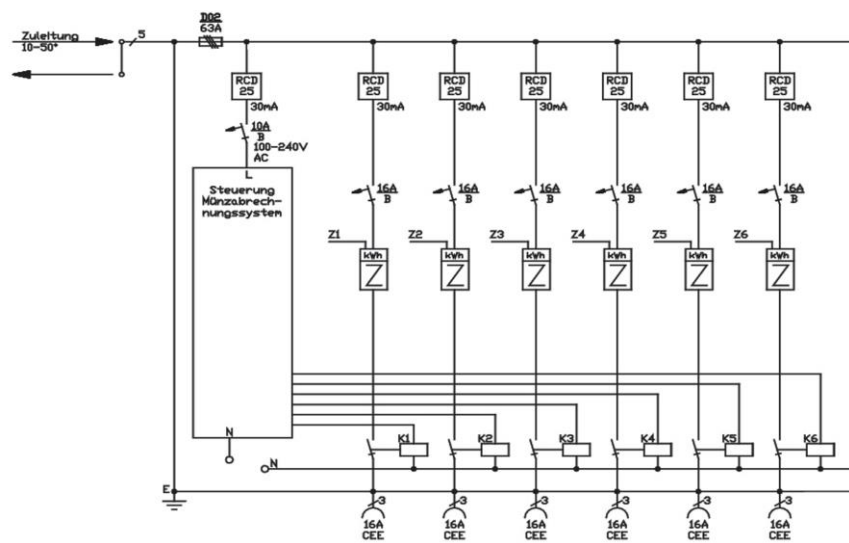 D02
63A
Zuleitung
10-50°
5
RCD
25
30mA
RCD
25
30mA
RCD
25
30mA
RCD
25
30mA
RCD
25
30mA
RCD
25
30mA
RCD
25
30mA
10A
B
100-240V
AC
L
Steuerung
Münzabrech-
nungssystem
16A
B
16A
B
16A
B
16A
B
16A
B
16A
B
Z1
Z2
Z3
Z4
Z5
Z6
kWh
Z
kWh
Z
kWh
Z
kWh
Z
kWh
Z
kWh
Z
N
K1
K2
K3
K4
K5
K6
N
E
3
3
3
3
3
3
16A
CEE
16A
CEE
16A
CEE
16A
CEE
16A
CEE
16A
CEE